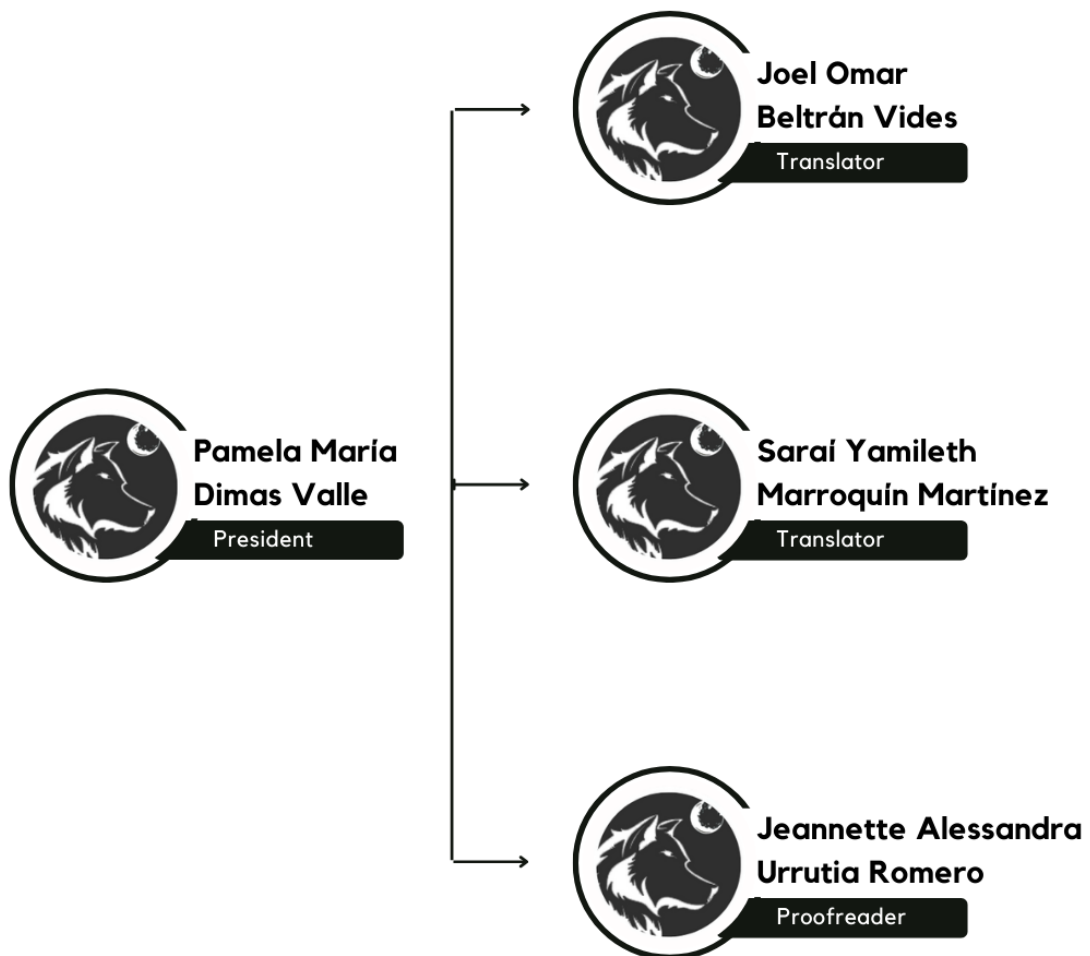 Joel Omar
Beltrán Vides
Translator
Pamela María
Dimas Valle
President
Saraí Yamileth
Marroquín Martínez
Translator
Jeannette Alessandra
Urrutia Romero
Proofreader